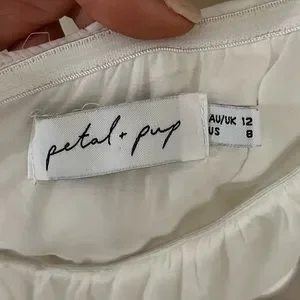 petal + pup
AU/UK 12
US 8